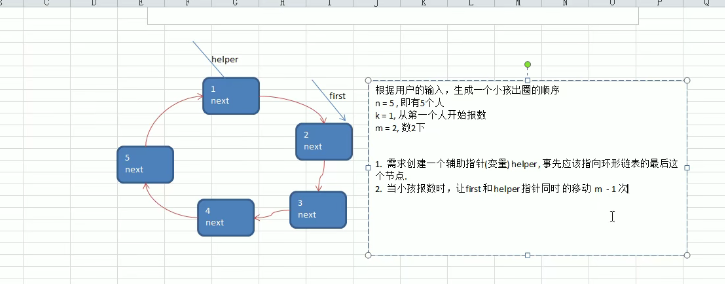 E F G H I J K L M N O P Q
helper
first
1
next
2
next
3
next
4
next
5
next
根据用户的输入，生成一个小孩出圈的顺序
n = 5 , 即有5个人
k = 1, 从第一个人开始报数
m = 2, 数2下
1. 需求创建一个辅助指针(变量) helper, 事先应该指向环形链表的最后这
个节点.
2. 当小孩报数时，让first 和 helper 指针同时 的移动 m - 1 次